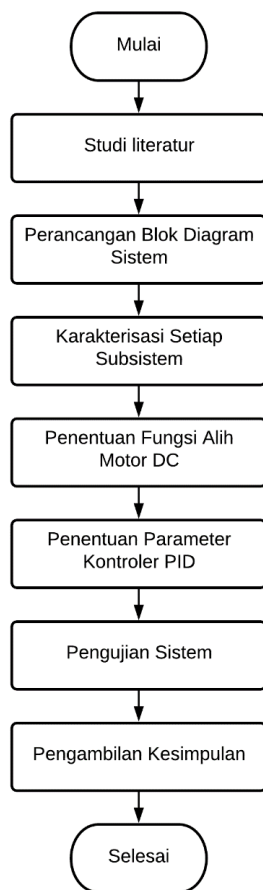 Mulai
Studi literatur
Perancangan Blok Diagram
Sistem
Karakterisasi Setiap
Subsistem
Penentuan Fungsi Alih
Motor DC
Penentuan Parameter
Kontroler PID
Pengujian Sistem
Pengambilan Kesimpulan
Selesai